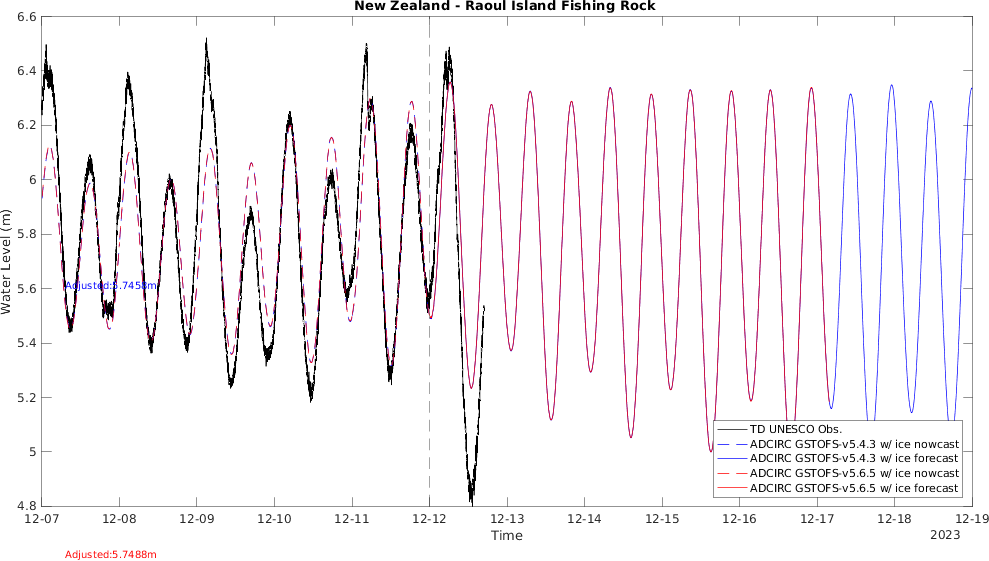 New Zealand - Raoul Island Fishing Rock
6.6
6.4
6.2
6
5.8
5.6
5.4
5.2
5
4.8
Water Level (m)
Adjusted:5.7458m
TD UNESCO Obs.
ADCIRC GSTOFS-v5.4.3 w/ ice nowcast
ADCIRC GSTOFS-v5.4.3 w/ ice forecast
ADCIRC GSTOFS-v5.6.5 w/ ice nowcast
ADCIRC GSTOFS-v5.6.5 w/ ice forecast
12-07 12-08 12-09 12-10 12-11 12-12 12-13 12-14 12-15 12-16 12-17 12-18 12-19
Time
2023
Adjusted:5.7488m